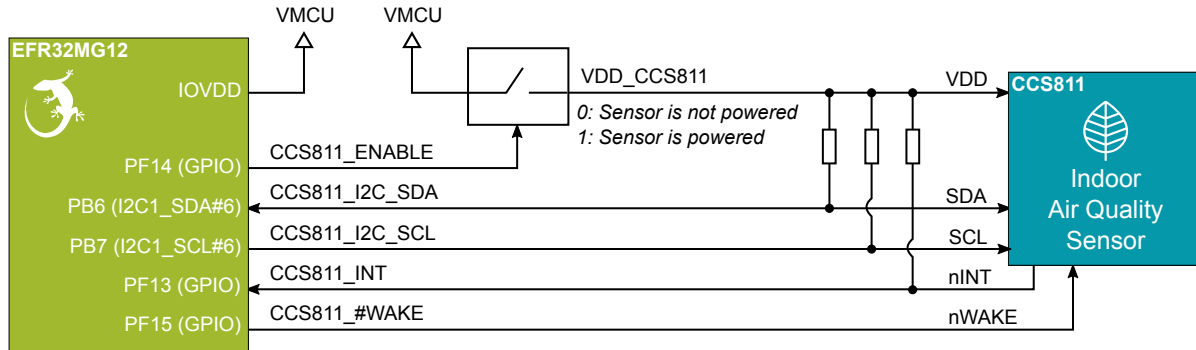 VMCU
VMCU
EFR32MG12
IOVDD
VDD_CCS811
VDD
CCS811
0: Sensor is not powered
1: Sensor is powered
PF14 (GPIO)
CCS811_ENABLE
PB6 (I2C1_SDA#6)
CCS811_I2C_SDA
SDA
Indoor
Air Quality
Sensor
PB7 (I2C1_SCL#6)
CCS811_I2C_SCL
SCL
PF13 (GPIO)
CCS811_INT
nINT
PF15 (GPIO)
CCS811_#WAKE
nWAKE